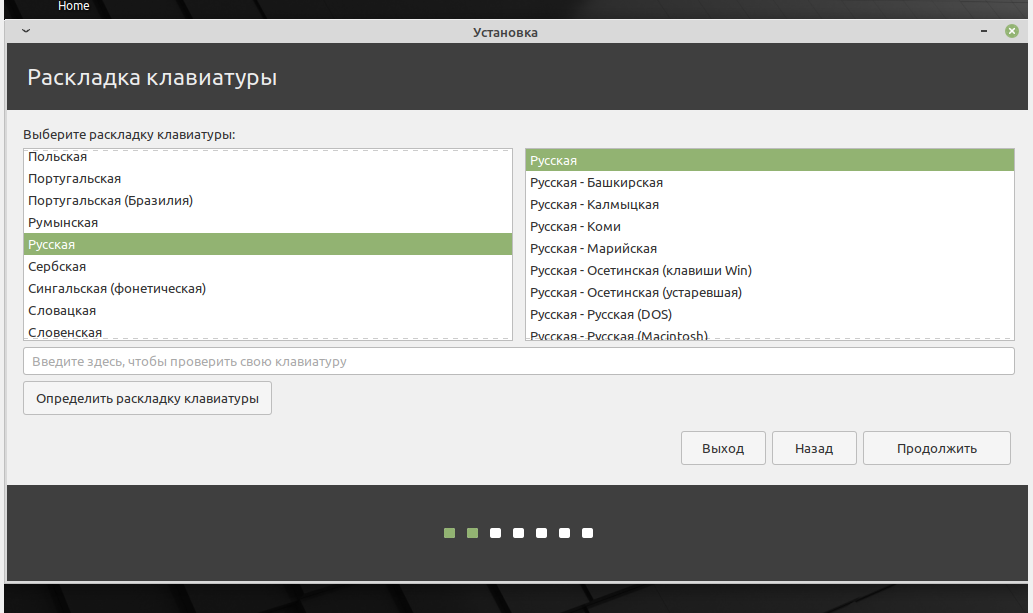 Home
Установка
Раскладка клавиатуры
Выберите раскладку клавиатуры:
Польская
Португальская
Португальская (Бразилия)
Румынская
Русская
Сербская
Сингальская (фонетическая)
Словацкая
Словенская
Русская
Русская - Башкирская
Русская - Калмыцкая
Русская - Коми
Русская - Марийская
Русская - Осетинская (клавиши Win)
Русская - Осетинская (устаревшая)
Русская - Русская (DOS)
Русская - Русская (Macintosh)
Введите здесь, чтобы проверить свою клавиатуру
Определить раскладку клавиатуры
Выход
Назад
Продолжить